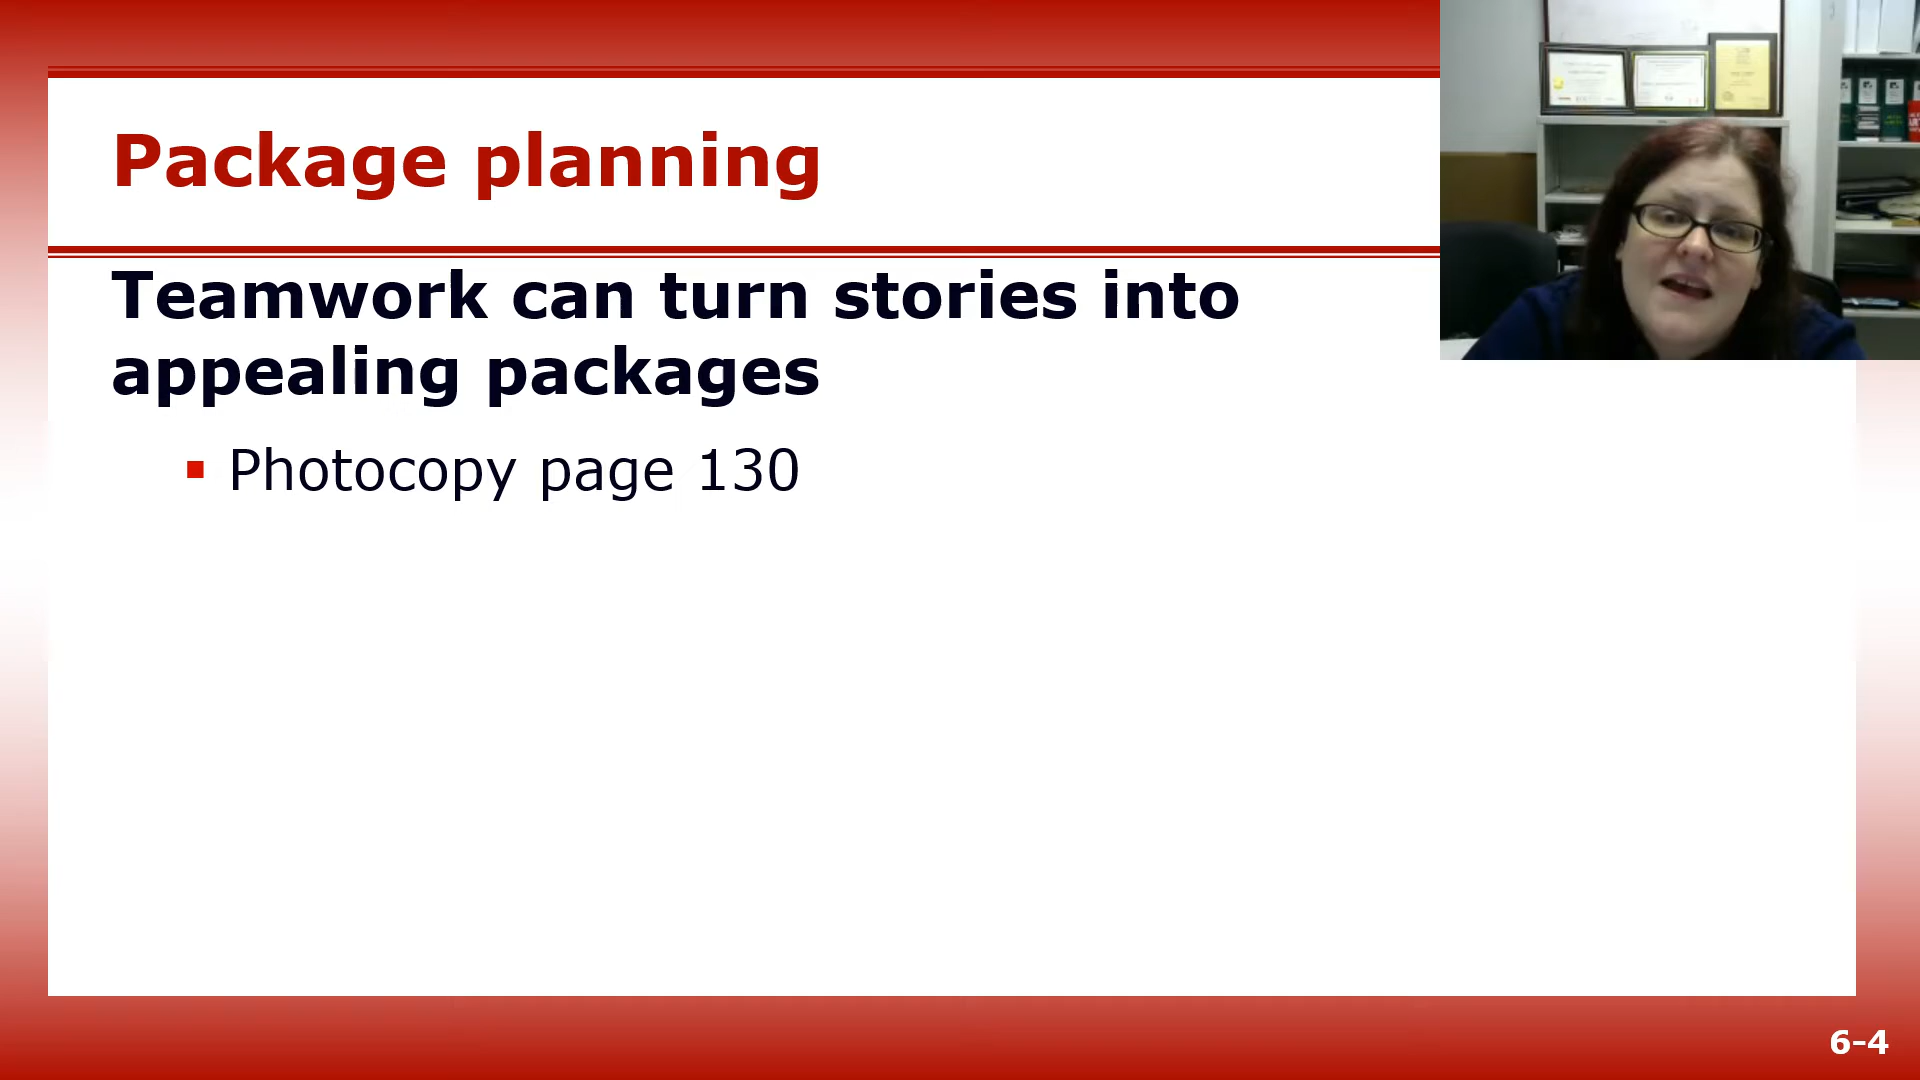 Package planning
Teamwork can turn stories into
appealing packages
Photocopy page 130
6-4